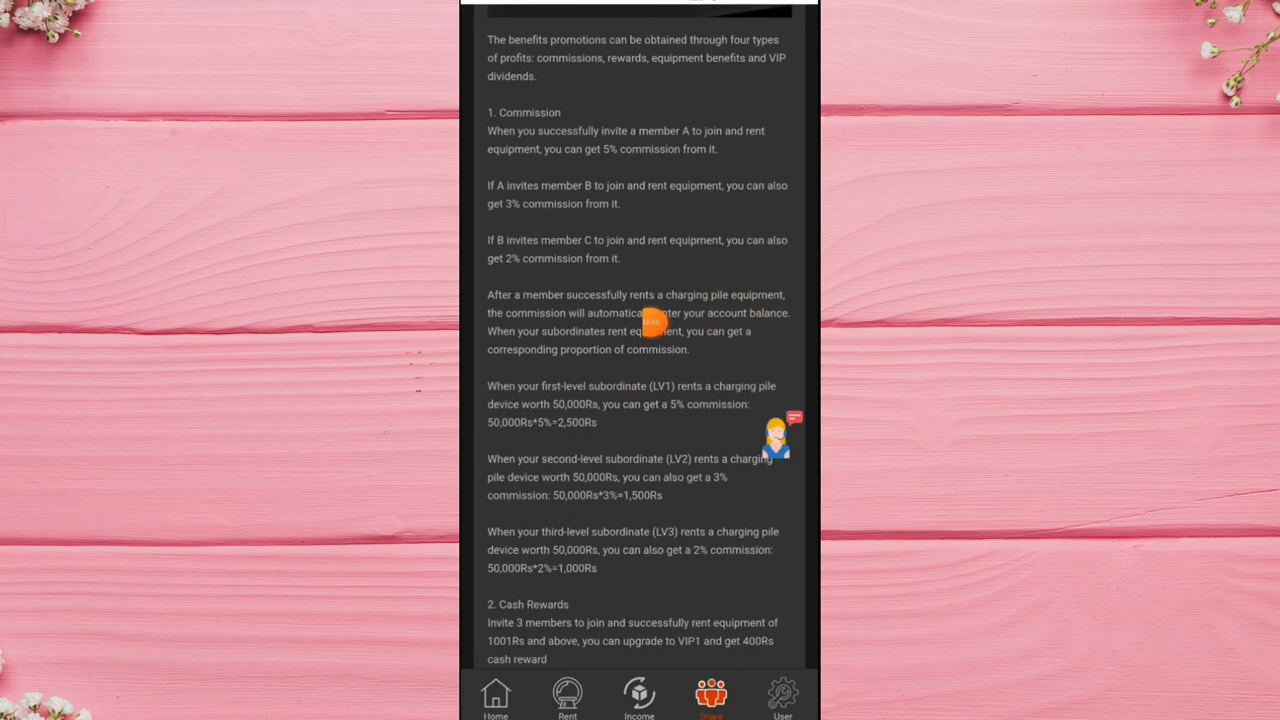 The benefits promotions can be obtained through four types
of profits: commissions, rewards, equipment benefits and VIP
dividends.
1. Commission
When you successfully invite a member A to join and rent
equipment, you can get 5% commission from it.
If A invites member B to join and rent equipment, you can also
get 3% commission from it.
If B invites member C to join and rent equipment, you can also
get 2% commission from it.
After a member successfully rents a charging pile equipment,
the commission will your account balance.
When your subordinates rent you can get a
corresponding proportion of commission.
When your first-level subordinate (LV1) rents a charging pile
device worth 50,000Rs, you can get a 5% commission:
50,000Rs*5%=2,500Rs
When your second-level subordinate (LV2) rents a charging
pile device worth 50,000Rs, you can also get a 3%
commission: 50,000Rs*3%=1,500Rs
When your third-level subordinate (LV3) rents a charging pile
device worth 50,000Rs, you can also get a 2% commission:
50,000Rs*2%=1,000Rs
2. Cash Rewards
Invite 3 members to join and successfully rent equipment of
1001Rs and above, you can upgrade to VIP1 and get 400Rs
cash reward
Home Rent Income Share User